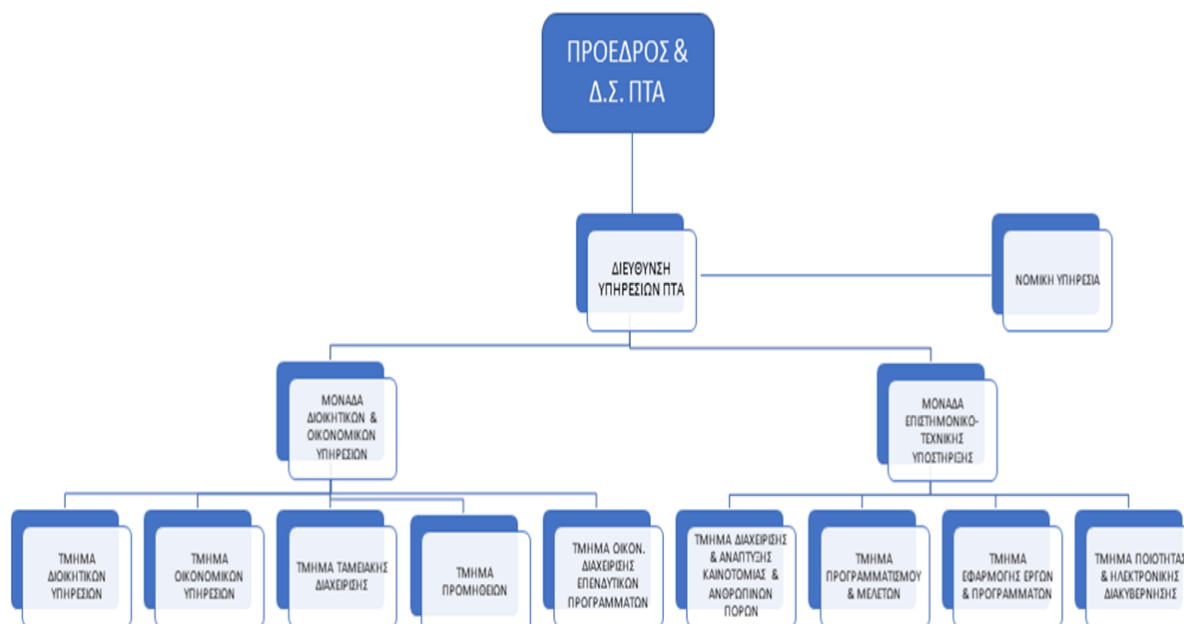 ΠΡΟΕΔΡΟΣ &
Δ.Σ. ΠΤΑ
ΔΙΕΥΘΥΝΣΗ
ΥΠΗΡΕΣΙΩΝ ΠΤΑ
ΝΟΜΙΚΗ ΥΠΗΡΕΣΙΑ
ΜΟΝΑΔΑ
ΔΙΟΙΚΗΤΙΚΩΝ &
ΟΙΚΟΝΟΜΙΚΩΝ
ΥΠΗΡΕΣΙΩΝ
ΜΟΝΑΔΑ
ΕΠΙΣΤΗΜΟΝΙΚΟ-
ΤΕΧΝΙΚΗΣ
ΥΠΟΣΤΗΡΙΞΗΣ
ΤΜΗΜΑ
ΔΙΟΙΚΗΤΙΚΩΝ
ΥΠΗΡΕΣΙΩΝ
ΤΜΗΜΑ
ΟΙΚΟΝΟΜΙΚΩΝ
ΥΠΗΡΕΣΙΩΝ
ΤΜΗΜΑ ΤΑΜΕΙΑΚΗΣ
ΔΙΑΧΕΙΡΙΣΗΣ
ΤΜΗΜΑ
ΠΡΟΜΗΘΕΙΩΝ
ΤΜΗΜΑ ΟΙΚΟΝ.
ΔΙΑΧΕΙΡΙΣΗΣ
ΕΠΕΝΔΥΤΙΚΩΝ
ΠΡΟΓΡΑΜΜΑΤΩΝ
ΤΜΗΜΑ ΔΙΑΧΕΙΡΙΣΗΣ
& ΑΝΑΠΤΥΞΗΣ
ΚΑΙΝΟΤΟΜΙΑΣ &
ΑΝΘΡΩΠΙΝΩΝ
ΠΟΡΩΝ
ΤΜΗΜΑ
ΠΡΟΓΡΑΜΜΑΤΙΣΜΟΥ
& ΜΕΛΕΤΩΝ
ΤΜΗΜΑ
ΕΦΑΡΜΟΓΗΣ ΕΡΓΩΝ
& ΠΡΟΓΡΑΜΜΑΤΩΝ
ΤΜΗΜΑ ΠΟΙΟΤΗΤΑΣ
& ΗΛΕΚΤΡΟΝΙΚΗΣ
ΔΙΑΚΥΒΕΡΝΗΣΗΣ